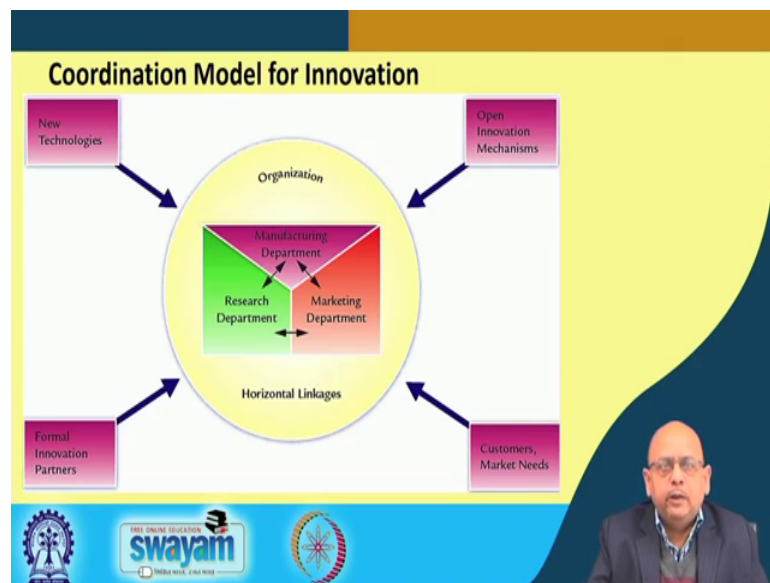 Coordination Model for Innovation
New
Technologies
Open
Innovation
Mechanisms
Organization
Manufacturing
Department
Research
Department
Marketing
Department
Horizontal Linkages
Formal
Innovation
Partners
Customers,
Market Needs
FREE ONLINE EDUCATION
swayam